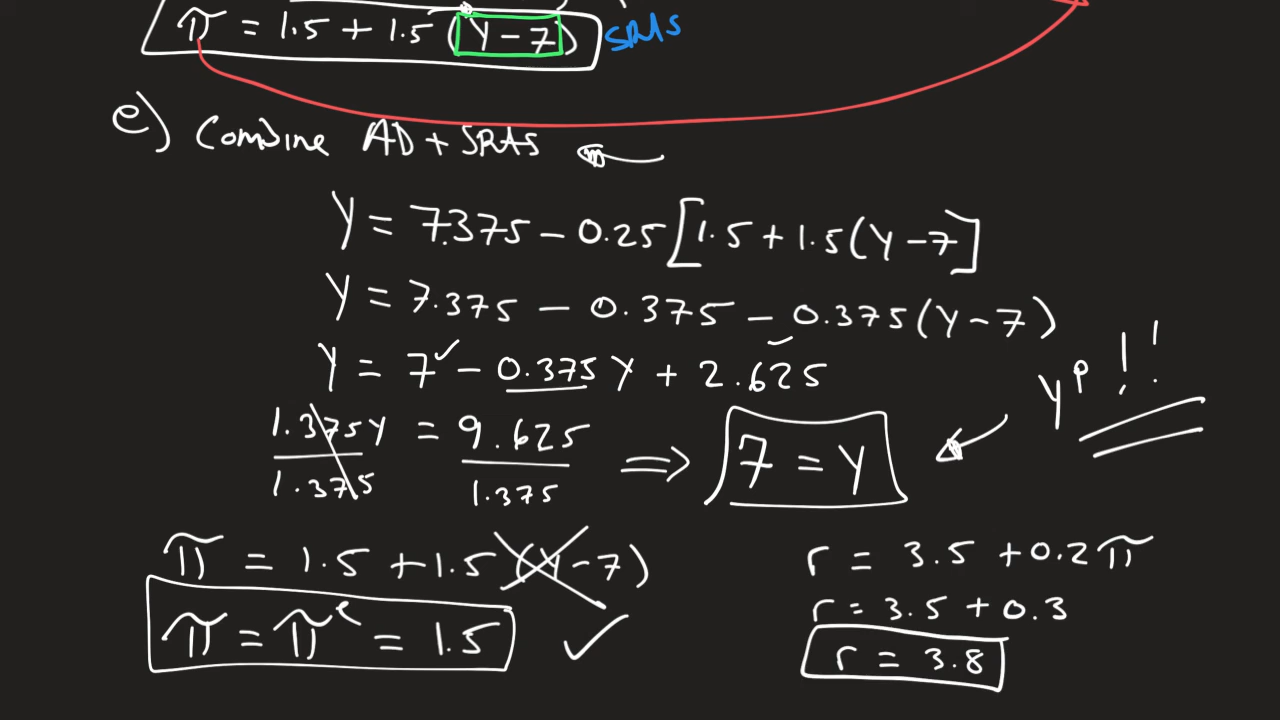 π = 1.5 + 1.5 (Y - 7) SRAS
e) Combine AD + SRAS
Y = 7.375 - 0.25 [1.5 + 1.5(Y - 7]
Y = 7.375 - 0.375 - 0.375(Y - 7)
Y = 7 - 0.375Y + 2.625
1.375Y / 1.375 = 9.625 / 1.375 ⇒ 7 = Y
Y^P !!
π = 1.5 + 1.5 (Y - 7)
π = π^e = 1.5 ✓
r = 3.5 + 0.2π
r = 3.5 + 0.3
r = 3.8